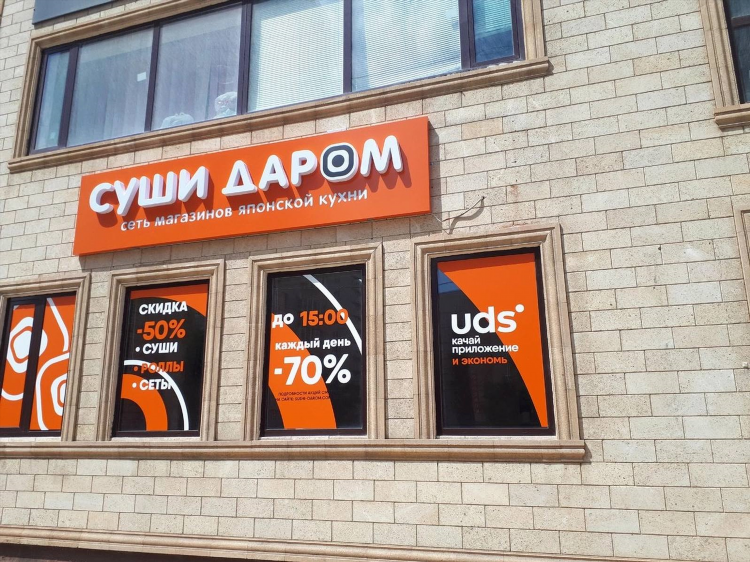 СУШИ ДАРОМ
сеть магазинов японской кухни
СКИДКА
-50%
• СУШИ
• РОЛЛЫ
• СЕТЫ
до 15:00
каждый день
-70%
uds
качай
приложение
и экономь